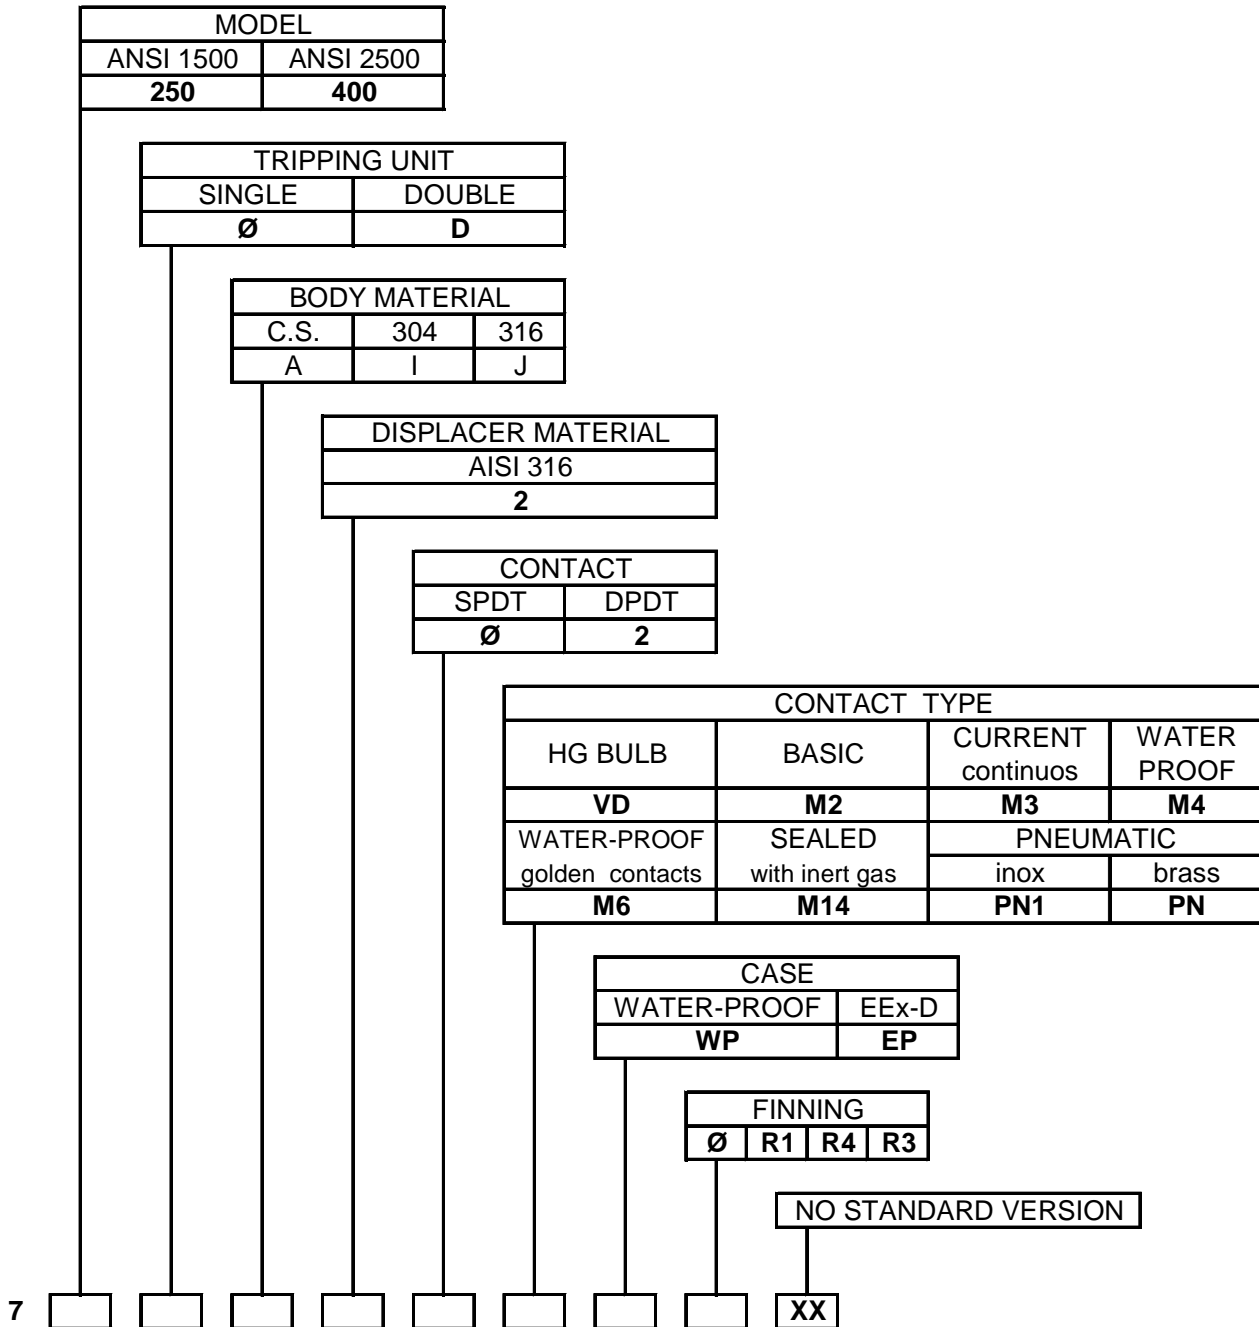 MODEL
ANSI 1500 ANSI 2500
250 400
TRIPPING UNIT
SINGLE DOUBLE
Ø D
BODY MATERIAL
C.S. 304 316
A I J
DISPLACER MATERIAL
AISI 316
2
CONTACT
SPDT DPDT
Ø 2
CONTACT TYPE
HG BULB BASIC CURRENT continuos WATER PROOF
VD M2 M3 M4
WATER-PROOF golden contacts SEALED with inert gas PNEUMATIC
inox brass
M6 M14 PN1 PN
CASE
WATER-PROOF EEx-D
WP EP
FINNING
Ø R1 R4 R3
NO STANDARD VERSION
7 XX